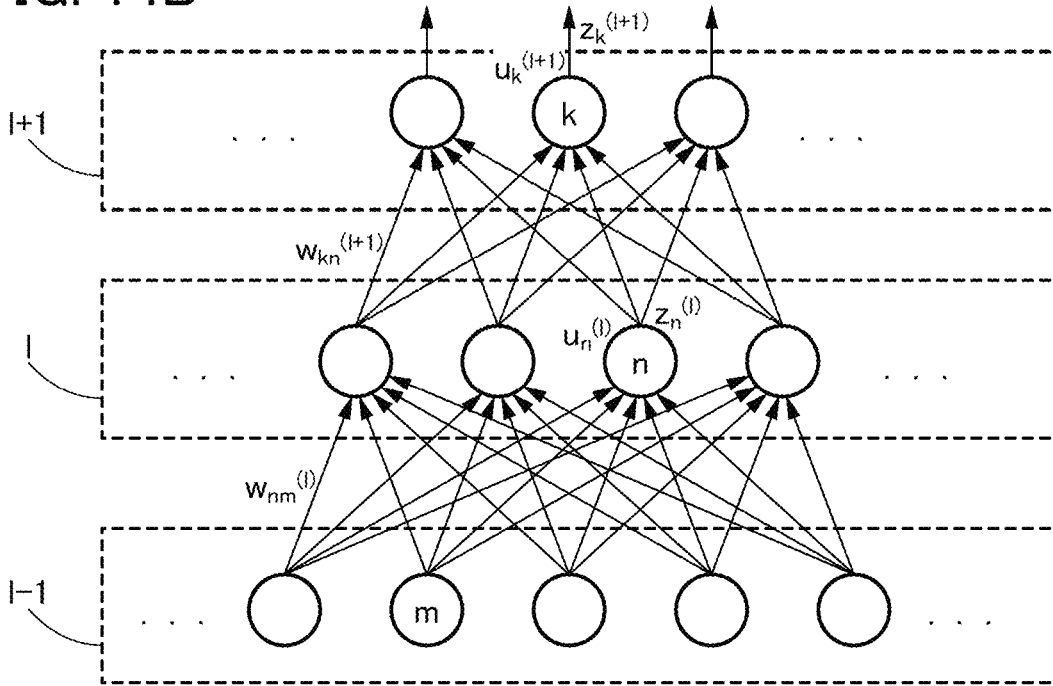 z_k^(l+1)
u_k^(l+1)
k
l+1
. . .
. . .
w_kn^(l+1)
l
u_n^(l)
z_n^(l)
n
. . .
. . .
w_nm^(l)
l-1
m
. . .
. . .